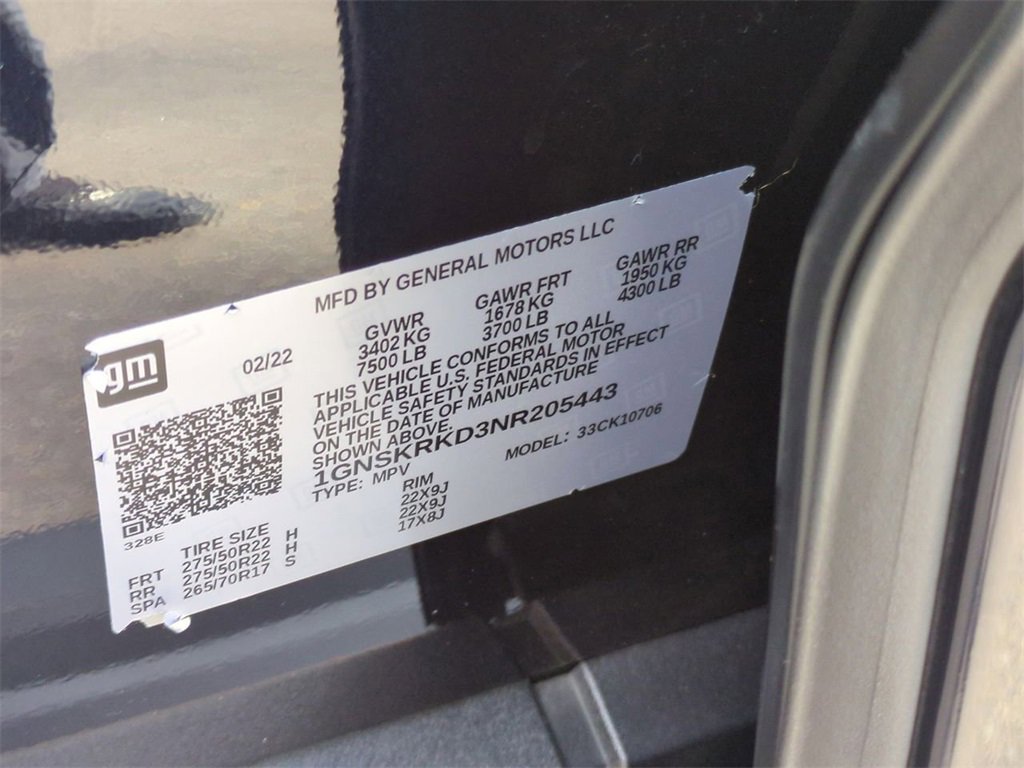 MFD BY GENERAL MOTORS LLC
gm
02/22
GVWR GAWR FRT GAWR RR
3402 KG 1678 KG 1950 KG
7500 LB 3700 LB 4300 LB
THIS VEHICLE CONFORMS TO ALL
APPLICABLE U.S. FEDERAL MOTOR
VEHICLE SAFETY STANDARDS IN EFFECT
ON THE DATE OF MANUFACTURE
SHOWN ABOVE.
1GNSKRKD3NR205443
TYPE: MPV MODEL: 33CK10706
328E
TIRE SIZE RIM
FRT 275/50R22 H 22X9J
RR 275/50R22 H 22X9J
SPA 265/70R17 S 17X8J